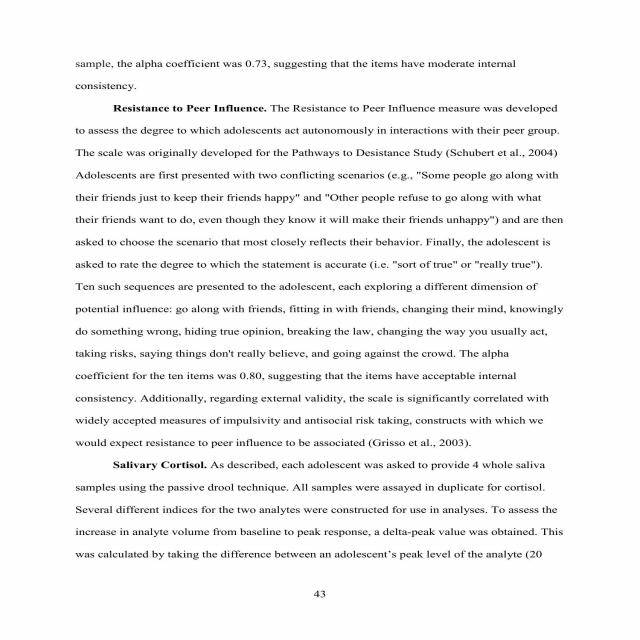 sample, the alpha coefficient was 0.73, suggesting that the items have moderate internal
consistency.
Resistance to Peer Influence. The Resistance to Peer Influence measure was developed
to assess the degree to which adolescents act autonomously in interactions with their peer group.
The scale was originally developed for the Pathways to Desistance Study (Schubert et al., 2004)
Adolescents are first presented with two conflicting scenarios (e.g., "Some people go along with
their friends just to keep their friends happy" and "Other people refuse to go along with what
their friends want to do, even though they know it will make their friends unhappy") and are then
asked to choose the scenario that most closely reflects their behavior. Finally, the adolescent is
asked to rate the degree to which the statement is accurate (i.e. "sort of true" or "really true").
Ten such sequences are presented to the adolescent, each exploring a different dimension of
potential influence: go along with friends, fitting in with friends, changing their mind, knowingly
do something wrong, hiding true opinion, breaking the law, changing the way you usually act,
taking risks, saying things don't really believe, and going against the crowd. The alpha
coefficient for the ten items was 0.80, suggesting that the items have acceptable internal
consistency. Additionally, regarding external validity, the scale is significantly correlated with
widely accepted measures of impulsivity and antisocial risk taking, constructs with which we
would expect resistance to peer influence to be associated (Grisso et al., 2003).
Salivary Cortisol. As described, each adolescent was asked to provide 4 whole saliva
samples using the passive drool technique. All samples were assayed in duplicate for cortisol.
Several different indices for the two analytes were constructed for use in analyses. To assess the
increase in analyte volume from baseline to peak response, a delta-peak value was obtained. This
was calculated by taking the difference between an adolescent’s peak level of the analyte (20
43